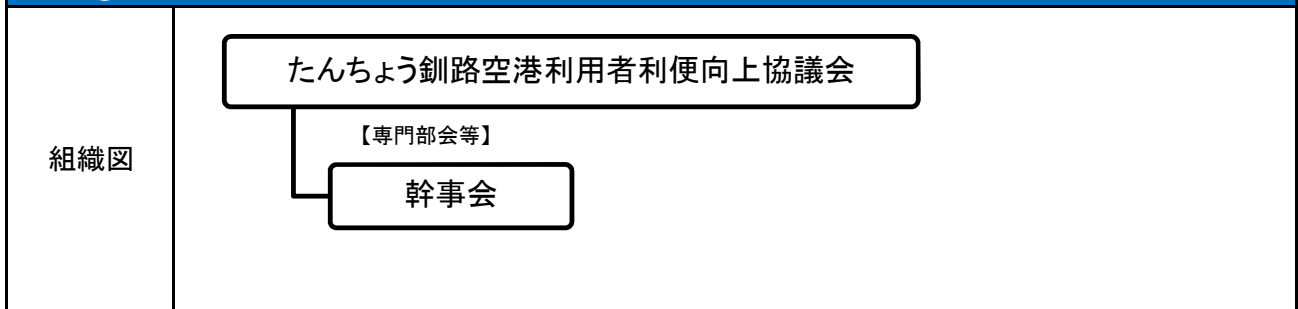 たんちょう釧路空港利用者利便向上協議会
【専門部会等】
組織図
幹事会